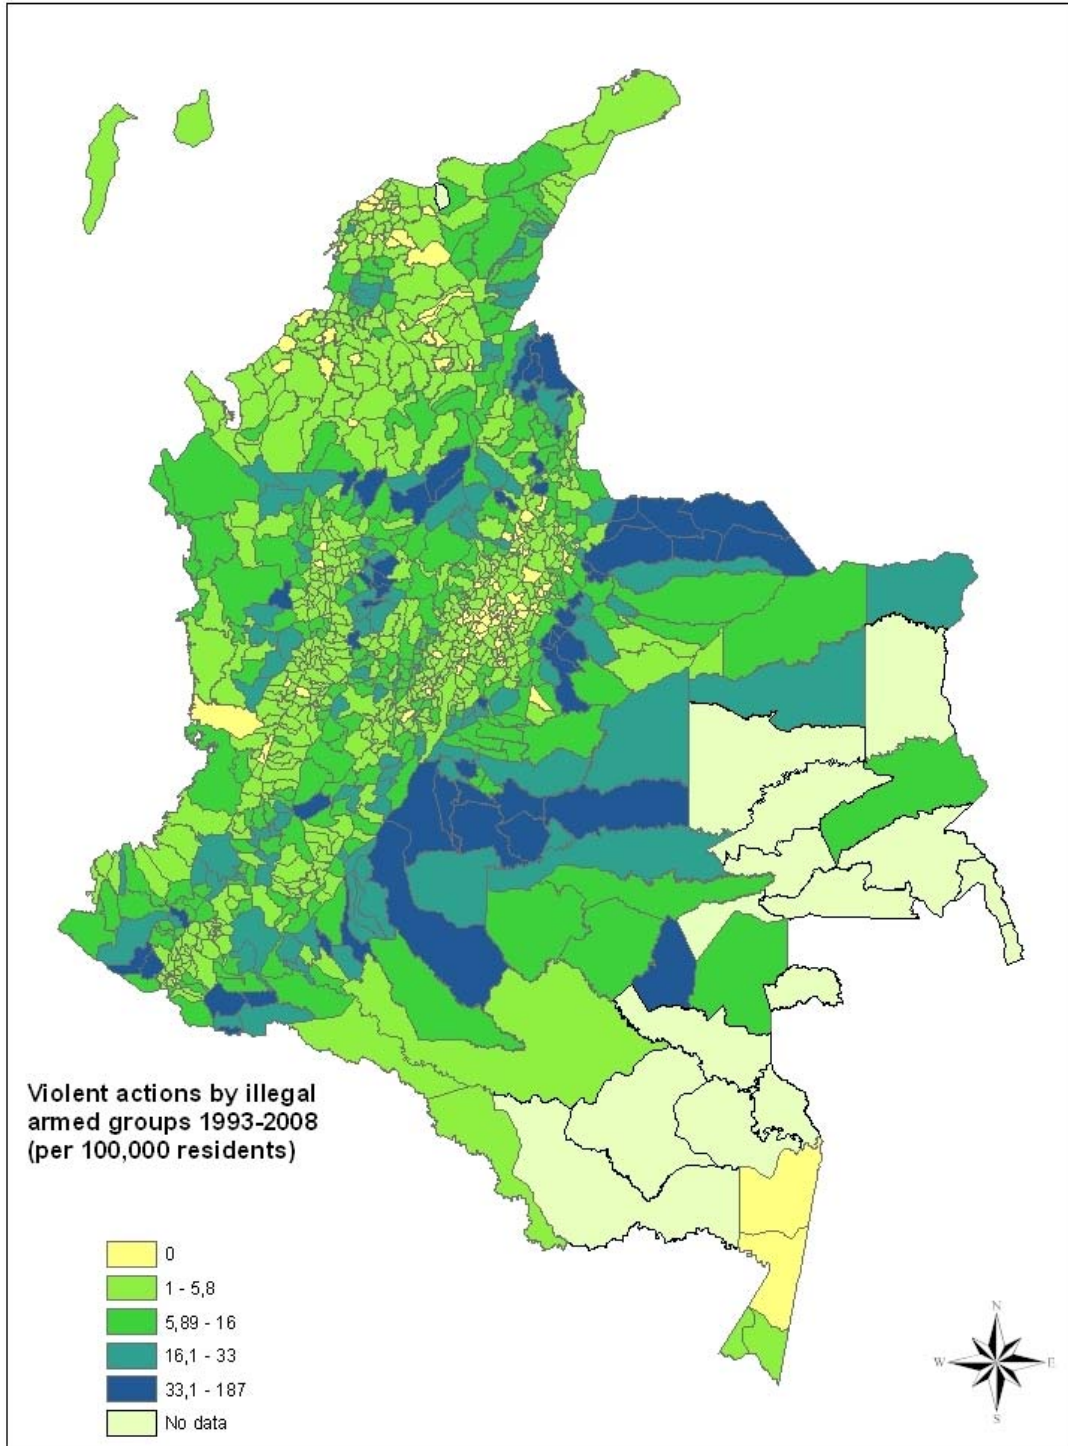 Violent actions by illegal
armed groups 1993-2008
(per 100,000 residents)
0
1 - 5,8
5,89 - 16
16,1 - 33
33,1 - 187
No data
N
W E
S